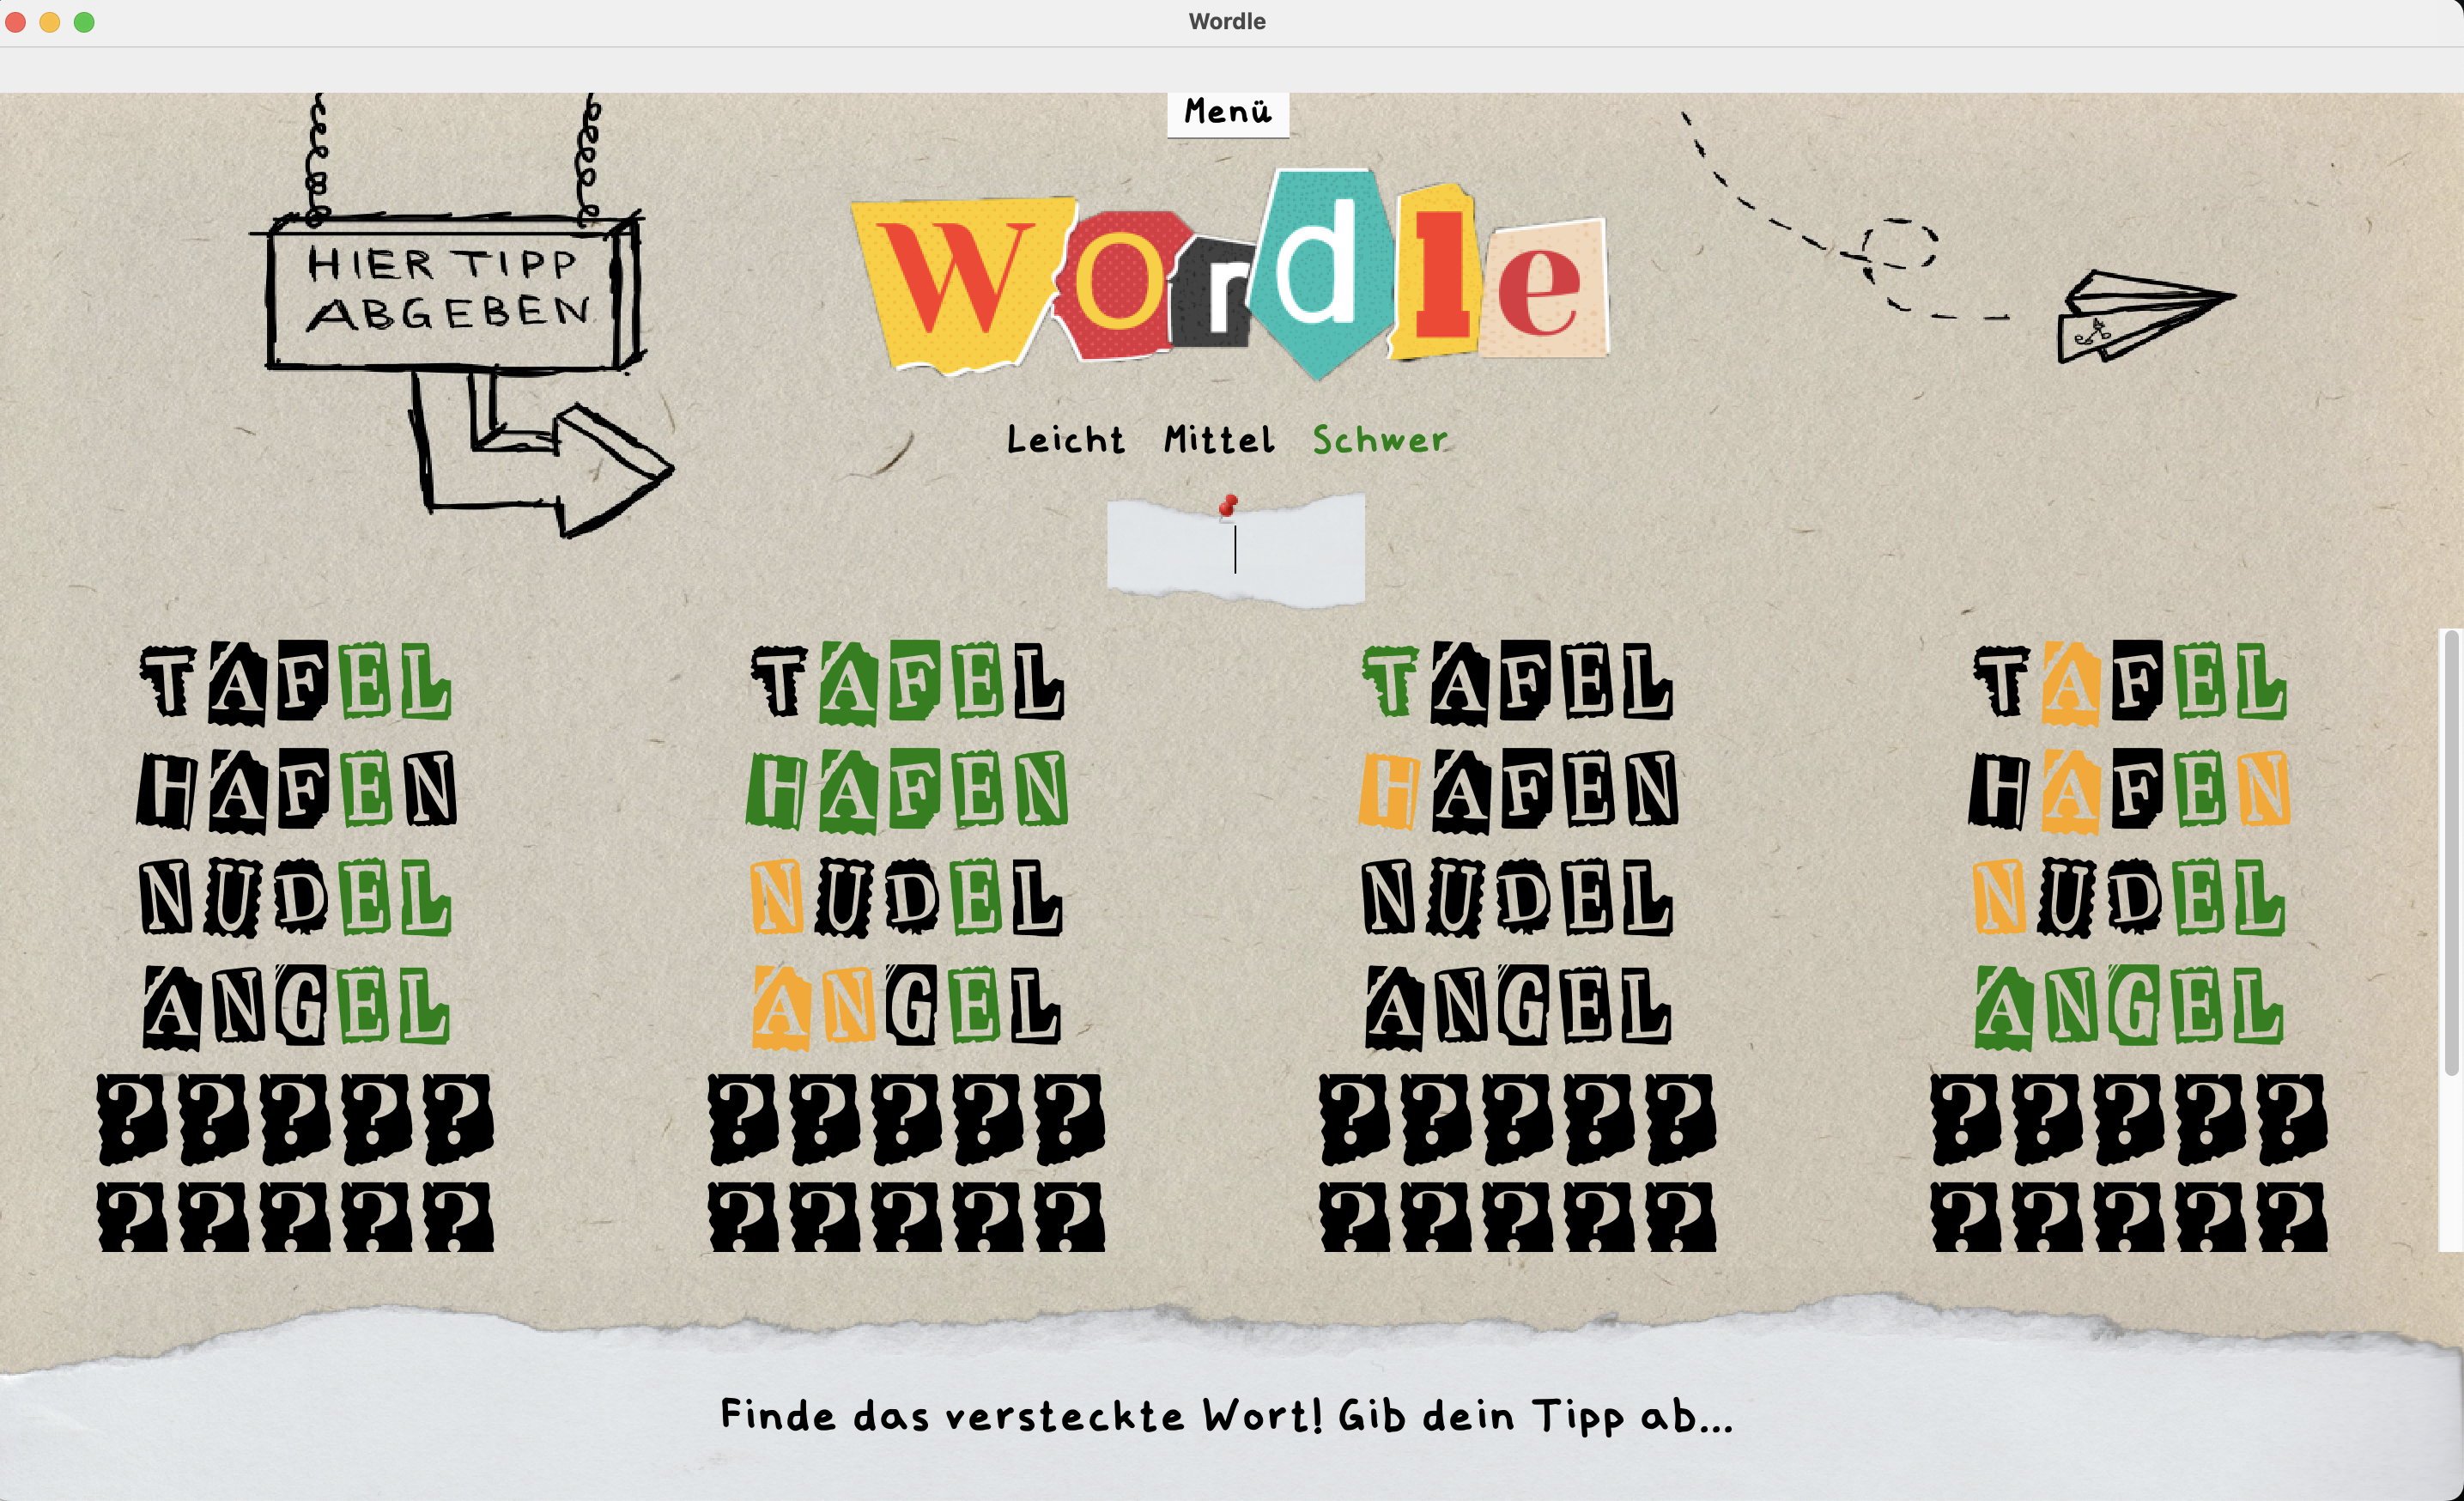 Wordle
Menü
HIER TIPP
ABGEBEN
Wordle
Leicht Mittel Schwer
TAFEL TAFEL TAFEL TAFEL
HAFEN HAFEN HAFEN HAFEN
NUDEL NUDEL NUDEL NUDEL
ANGEL ANGEL ANGEL ANGEL
????? ????? ????? ?????
????? ????? ????? ?????
Finde das versteckte Wort! Gib dein Tipp ab...